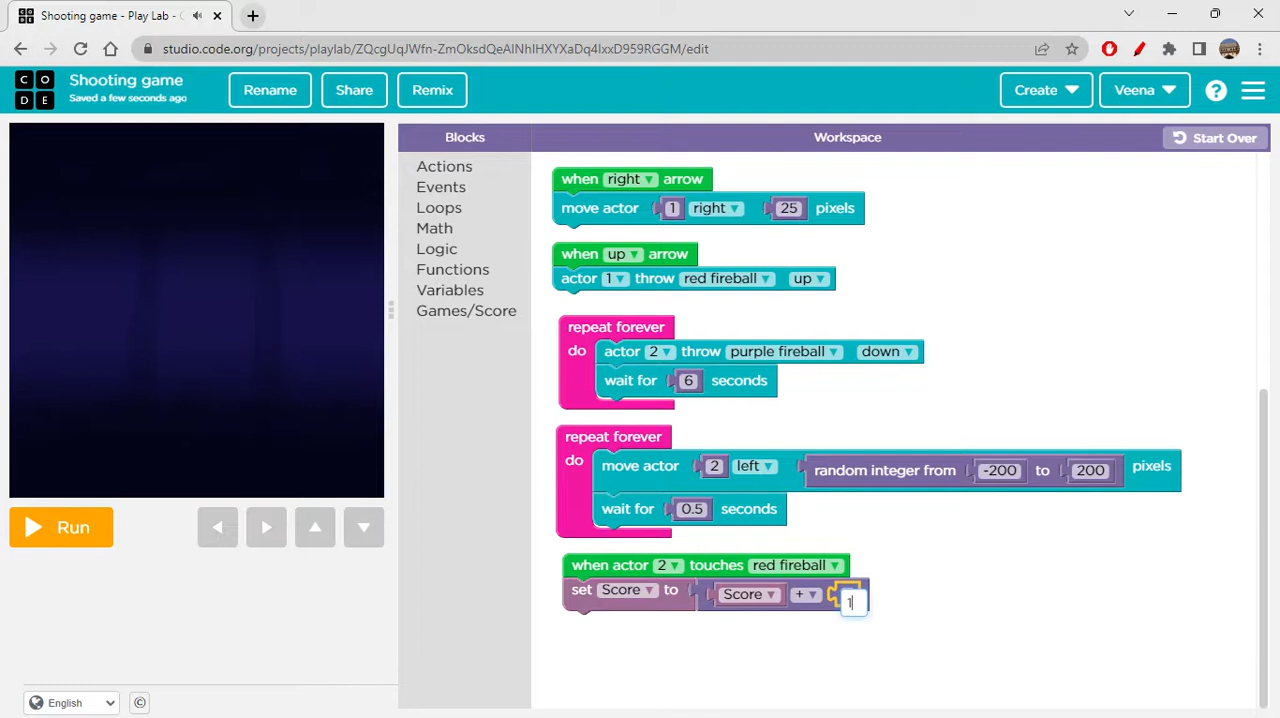 Shooting game - Play Lab - C
studio.code.org/projects/playlab/ZQcgUqJWfn-ZmOksdQeAlNhIHXYXaDq4IxxD959RGGM/edit
C O
D E
Shooting game
Saved a few seconds ago
Rename
Share
Remix
Create
Veena
?
Blocks
Workspace
Start Over
Actions
Events
Loops
Math
Logic
Functions
Variables
Games/Score
when right arrow
move actor 1 right 25 pixels
when up arrow
actor 1 throw red fireball up
repeat forever
do actor 2 throw purple fireball down
wait for 6 seconds
repeat forever
do move actor 2 left random integer from -200 to 200 pixels
wait for 0.5 seconds
when actor 2 touches red fireball
set Score to Score + 1
Run
English
©